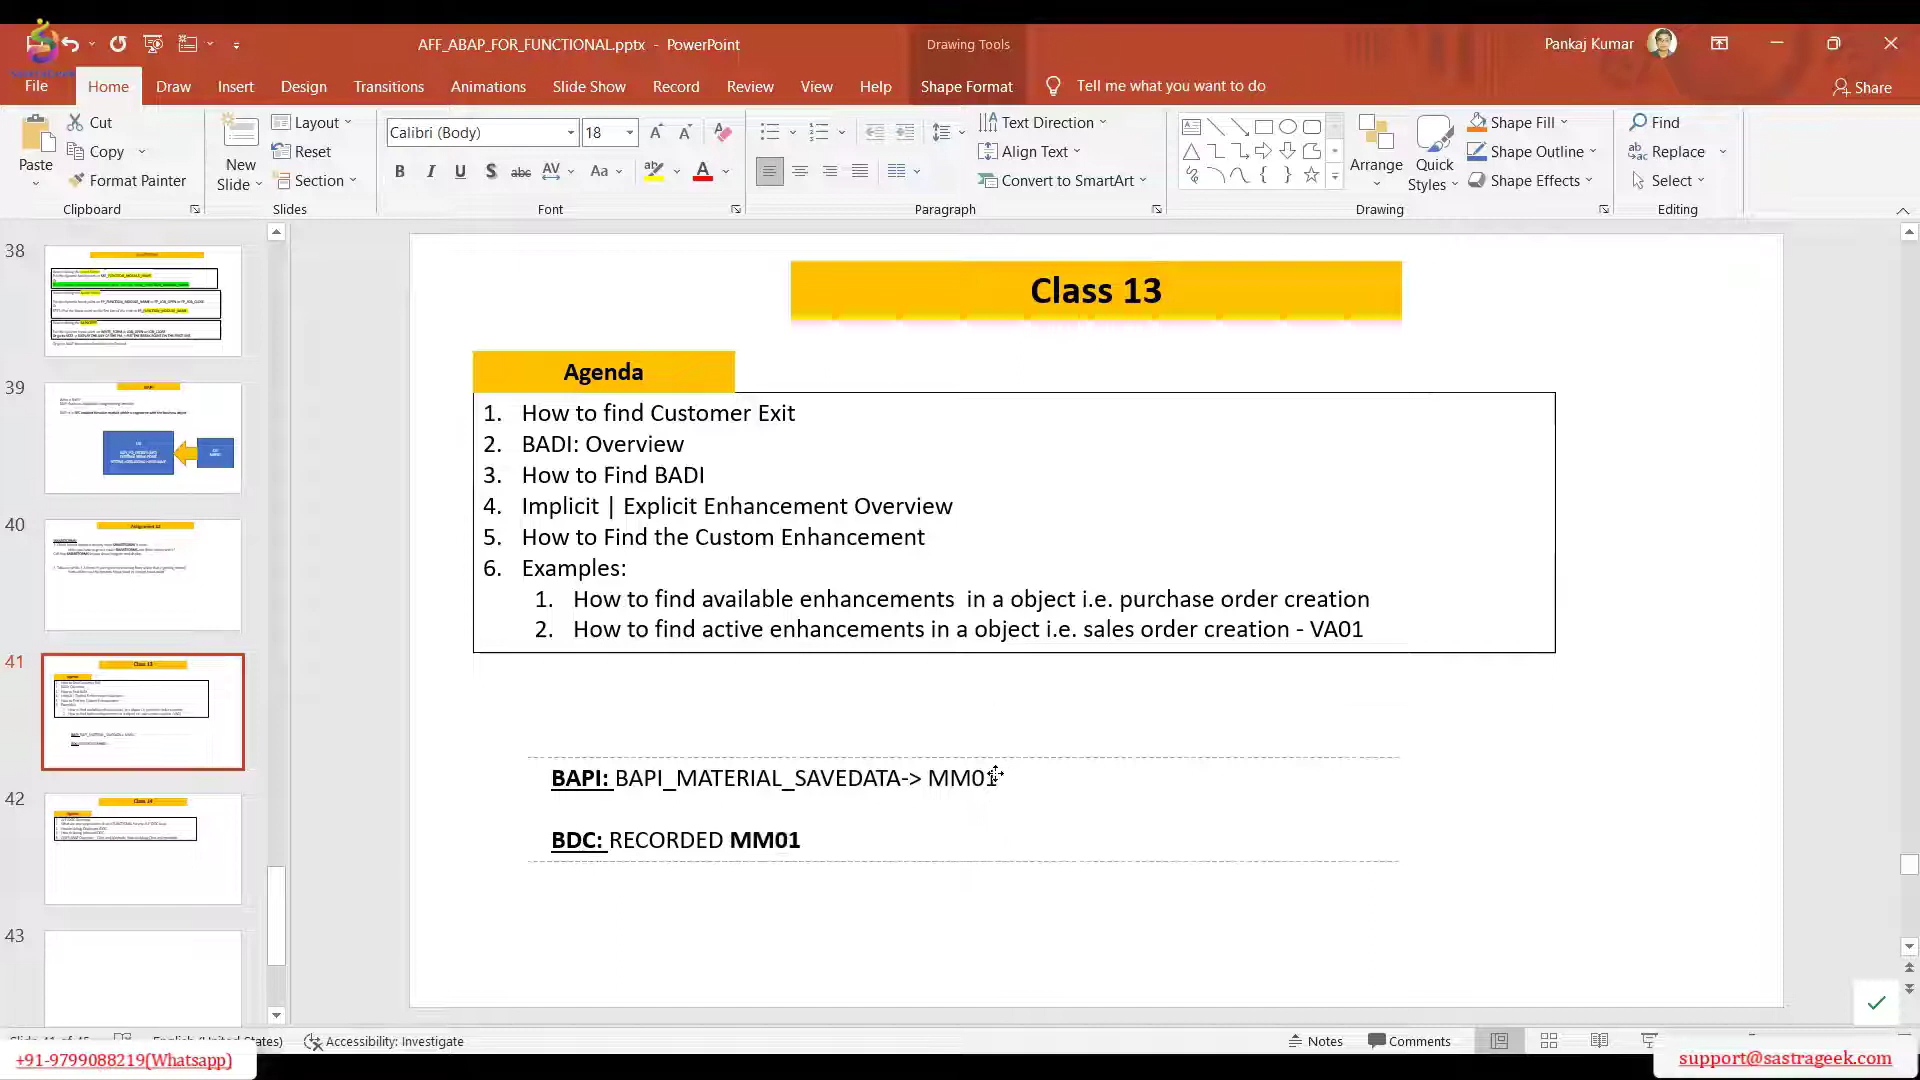 AFF_ABAP_FOR_FUNCTIONAL.pptx - PowerPoint
Drawing Tools
Pankaj Kumar
File Home Draw Insert Design Transitions Animations Slide Show Record Review View Help Shape Format Tell me what you want to do Share
Paste
Cut
Copy
Format Painter
Clipboard
New Slide
Layout
Reset
Section
Slides
Calibri (Body) 18
Font
Text Direction
Align Text
Convert to SmartArt
Paragraph
Arrange
Quick Styles
Shape Fill
Shape Outline
Shape Effects
Drawing
Find
Replace
Select
Editing
38
39
40
41
42
43
Class 13
Agenda
1. How to find Customer Exit
2. BADI: Overview
3. How to Find BADI
4. Implicit | Explicit Enhancement Overview
5. How to Find the Custom Enhancement
6. Examples:
1. How to find available enhancements in a object i.e. purchase order creation
2. How to find active enhancements in a object i.e. sales order creation - VA01
BAPI: BAPI_MATERIAL_SAVEDATA-> MM01
BDC: RECORDED MM01
Accessibility: Investigate
Notes
Comments
+91-9799088219(Whatsapp)
support@sastrageek.com